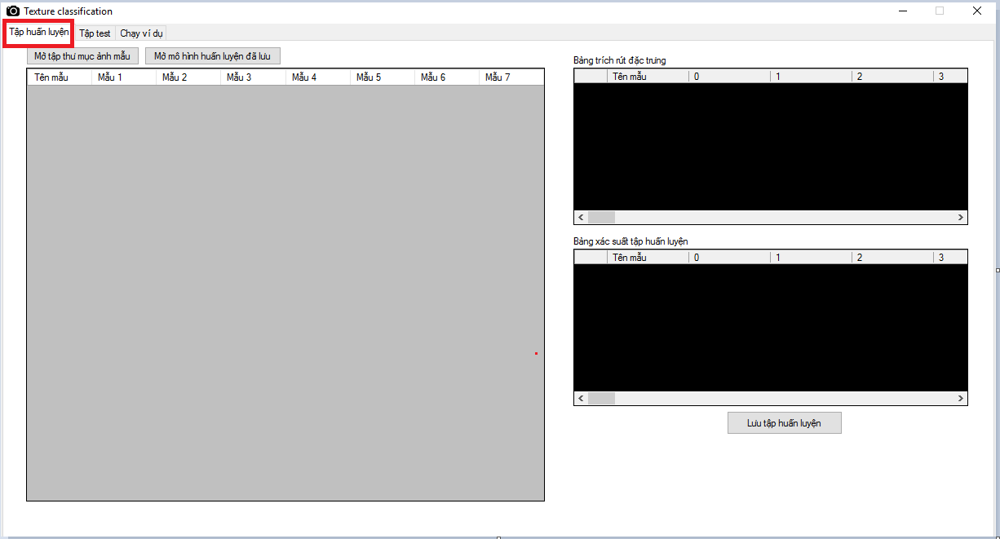 Texture classification
Tập huấn luyện Tập test Chạy ví dụ
Mở tập thư mục ảnh mẫu Mở mô hình huấn luyện đã lưu
Tên mẫu Mẫu 1 Mẫu 2 Mẫu 3 Mẫu 4 Mẫu 5 Mẫu 6 Mẫu 7
Bảng trích rút đặc trưng
Tên mẫu 0 1 2 3
Bảng xác suất tập huấn luyện
Tên mẫu 0 1 2 3
Lưu tập huấn luyện